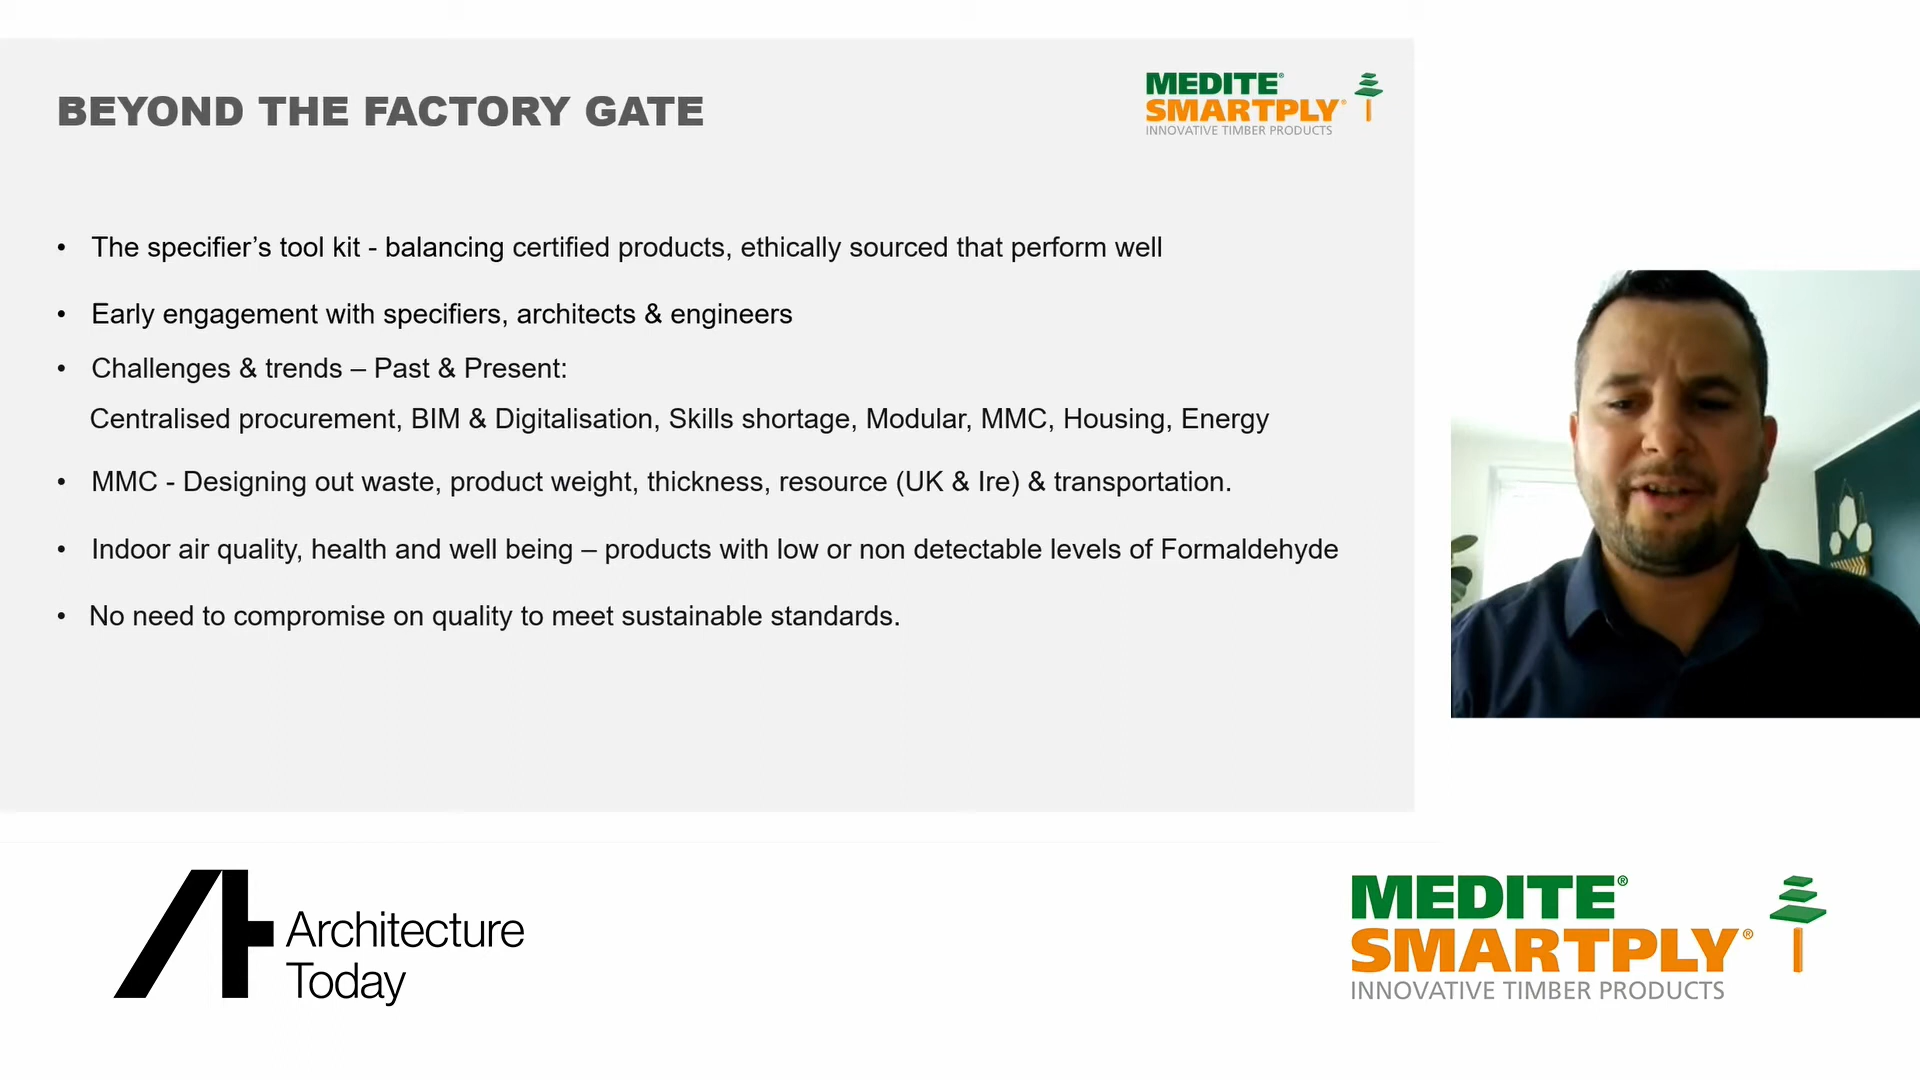 BEYOND THE FACTORY GATE
MEDITE®
SMARTPLY®
INNOVATIVE TIMBER PRODUCTS
• The specifier’s tool kit - balancing certified products, ethically sourced that perform well
• Early engagement with specifiers, architects & engineers
• Challenges & trends – Past & Present:
Centralised procurement, BIM & Digitalisation, Skills shortage, Modular, MMC, Housing, Energy
• MMC - Designing out waste, product weight, thickness, resource (UK & Ire) & transportation.
• Indoor air quality, health and well being – products with low or non detectable levels of Formaldehyde
• No need to compromise on quality to meet sustainable standards.
Architecture
Today
MEDITE®
SMARTPLY®
INNOVATIVE TIMBER PRODUCTS